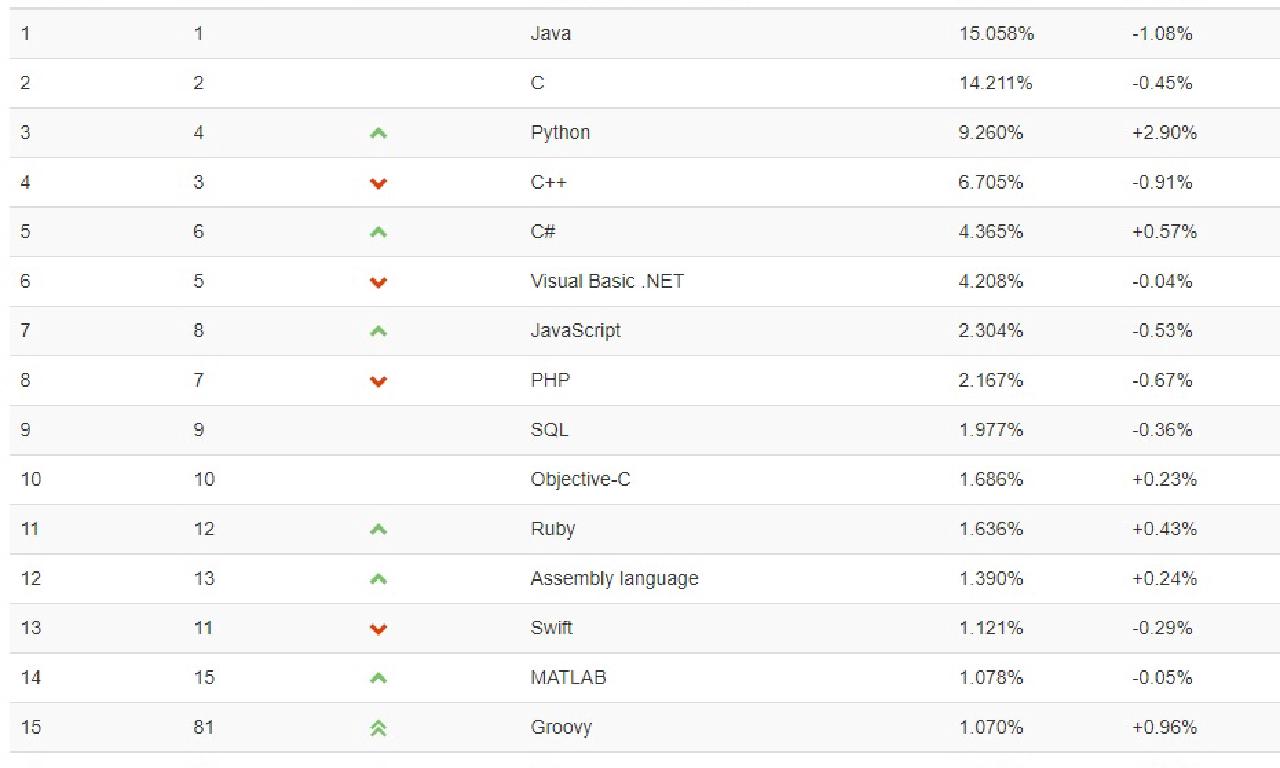 1 1 Java 15.058% -1.08%
2 2 C 14.211% -0.45%
3 4 Python 9.260% +2.90%
4 3 C++ 6.705% -0.91%
5 6 C# 4.365% +0.57%
6 5 Visual Basic .NET 4.208% -0.04%
7 8 JavaScript 2.304% -0.53%
8 7 PHP 2.167% -0.67%
9 9 SQL 1.977% -0.36%
10 10 Objective-C 1.686% +0.23%
11 12 Ruby 1.636% +0.43%
12 13 Assembly language 1.390% +0.24%
13 11 Swift 1.121% -0.29%
14 15 MATLAB 1.078% -0.05%
15 81 Groovy 1.070% +0.96%